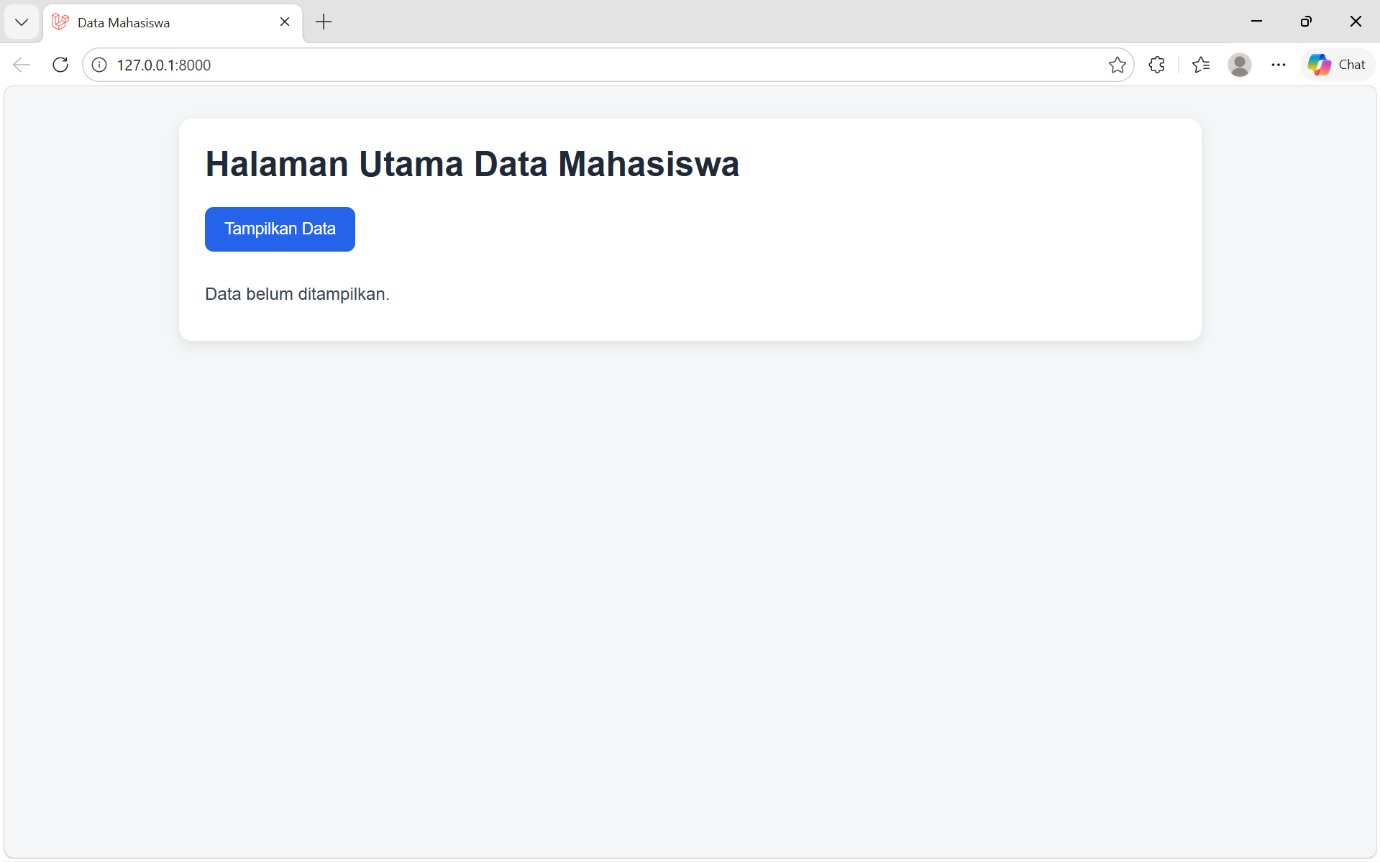 Data Mahasiswa
127.0.0.1:8000
Chat
Halaman Utama Data Mahasiswa
Tampilkan Data
Data belum ditampilkan.